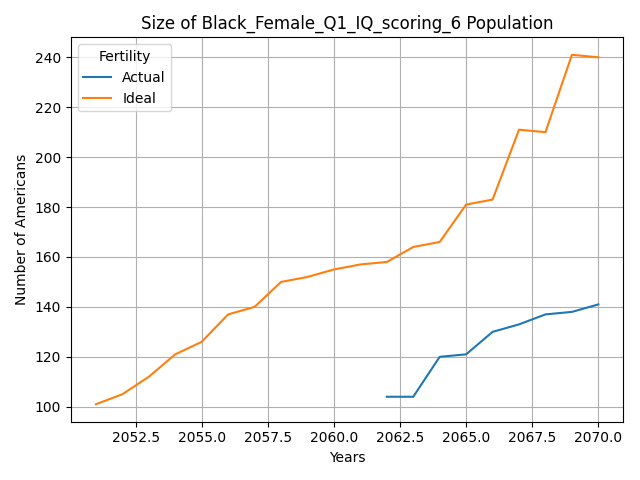 Size of Black_Female_Q1_IQ_scoring_6 Population
Fertility
Actual
Ideal
Number of Americans
240
220
200
180
160
140
120
100
2052.5 2055.0 2057.5 2060.0 2062.5 2065.0 2067.5 2070.0
Years